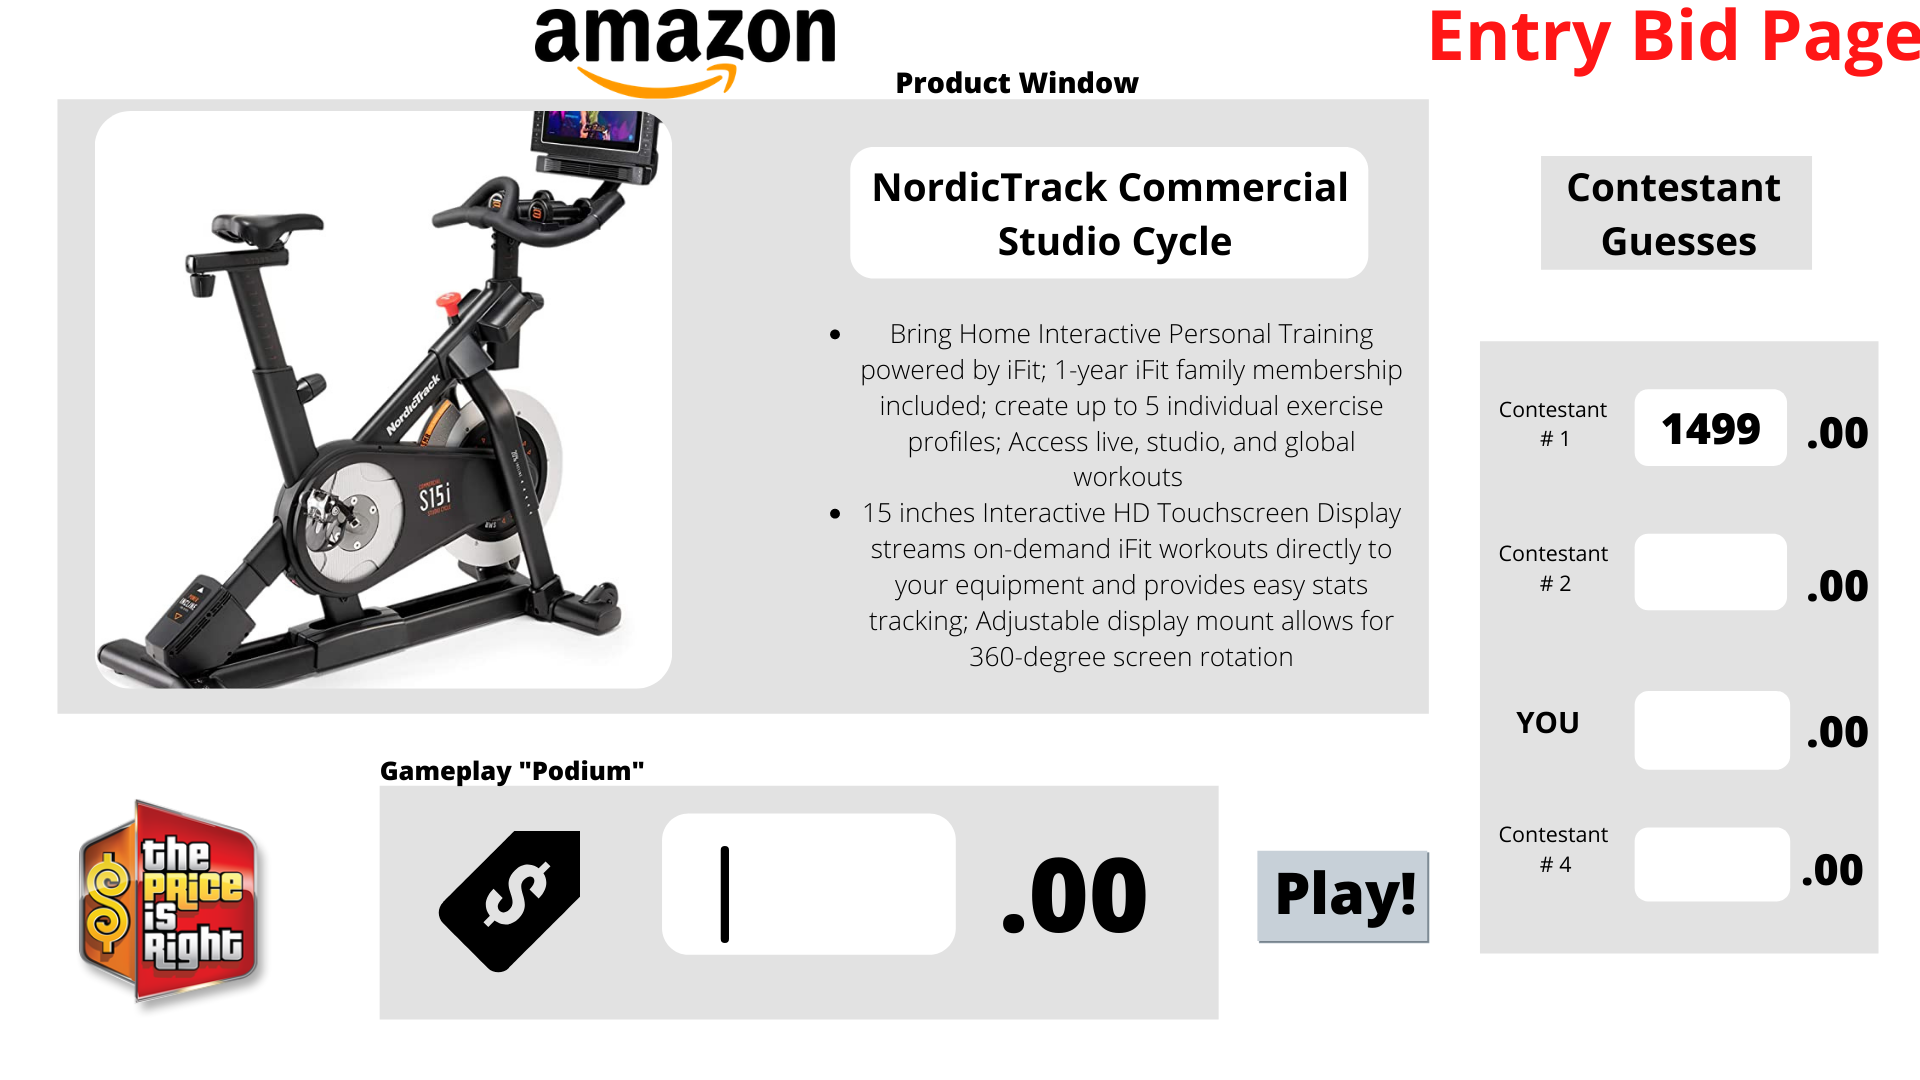 amazon
Entry Bid Page
Product Window
NordicTrack Commercial
Studio Cycle
• Bring Home Interactive Personal Training
powered by iFit; 1-year iFit family membership
included; create up to 5 individual exercise
profiles; Access live, studio, and global
workouts
• 15 inches Interactive HD Touchscreen Display
streams on-demand iFit workouts directly to
your equipment and provides easy stats
tracking; Adjustable display mount allows for
360-degree screen rotation
NordicTrack
COMMERCIAL
S15i
STUDIO CYCLE
INCLINE
Contestant
Guesses
Contestant
# 1
1499
.00
Contestant
# 2
.00
YOU
.00
Contestant
# 4
.00
Gameplay "Podium"
$
.00
Play!
$
the
PRiCe
is
Right